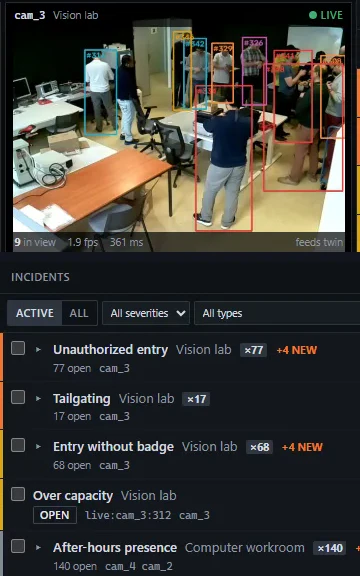 cam_3 Vision lab LIVE
#342
#329
#326
9 in view 1.9 fps 361 ms feeds twin
INCIDENTS
ACTIVE ALL All severities All types
Unauthorized entry Vision lab ×77 +4 NEW
77 open cam_3
Tailgating Vision lab ×17
17 open cam_3
Entry without badge Vision lab ×68 +4 NEW
68 open cam_3
Over capacity Vision lab
OPEN live:cam_3:312 cam_3
After-hours presence Computer workroom ×140
140 open cam_4 cam_2